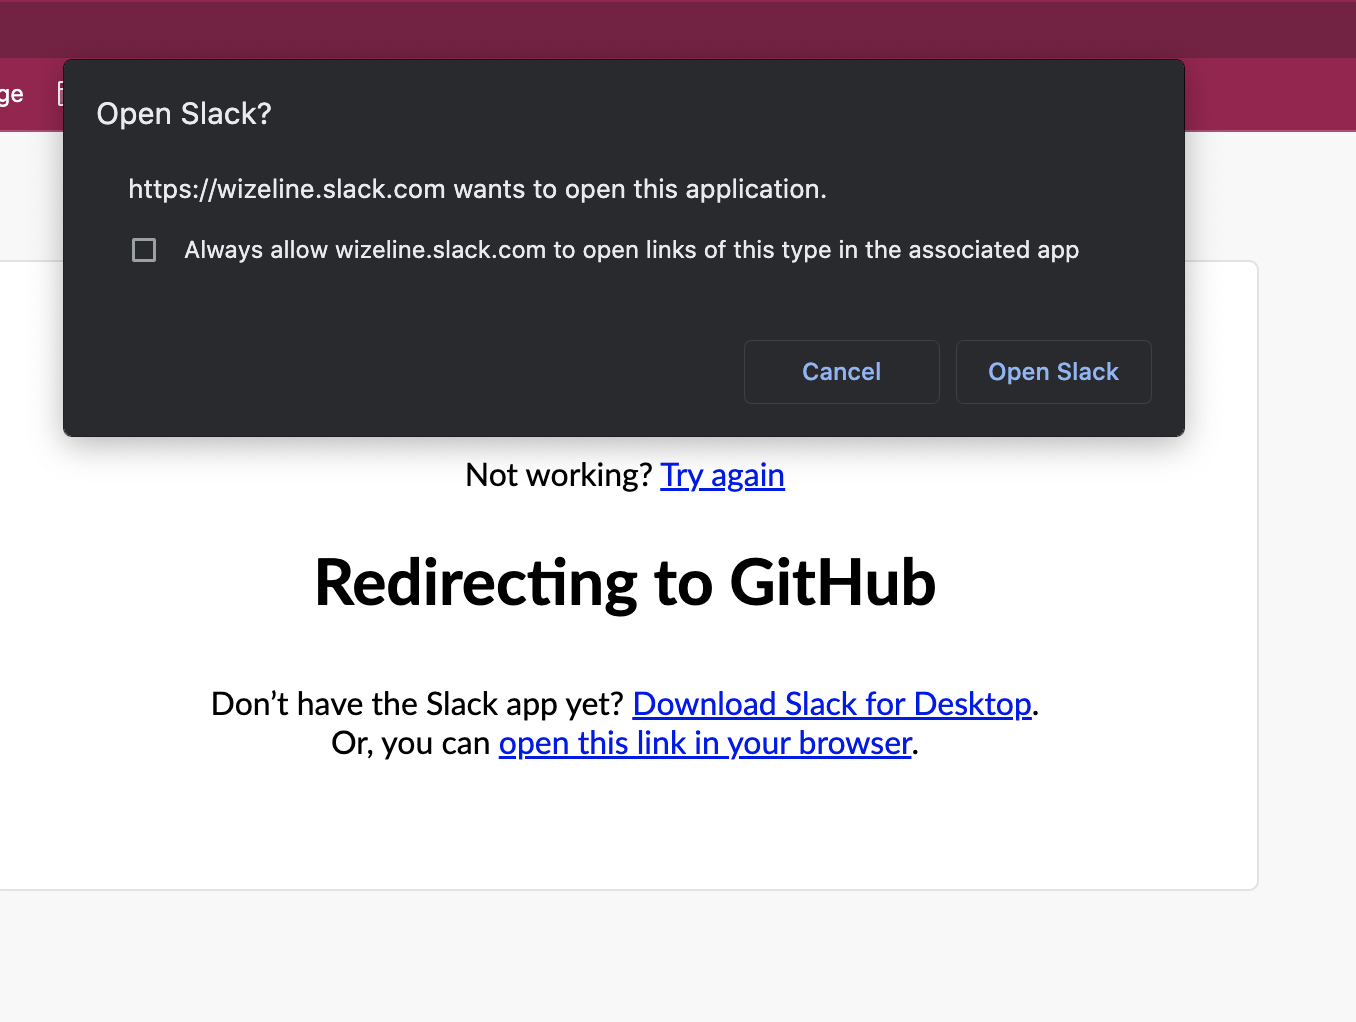 Open Slack?
https://wizeline.slack.com wants to open this application.
Always allow wizeline.slack.com to open links of this type in the associated app
Cancel
Open Slack
Not working? Try again
Redirecting to GitHub
Don’t have the Slack app yet? Download Slack for Desktop.
Or, you can open this link in your browser.